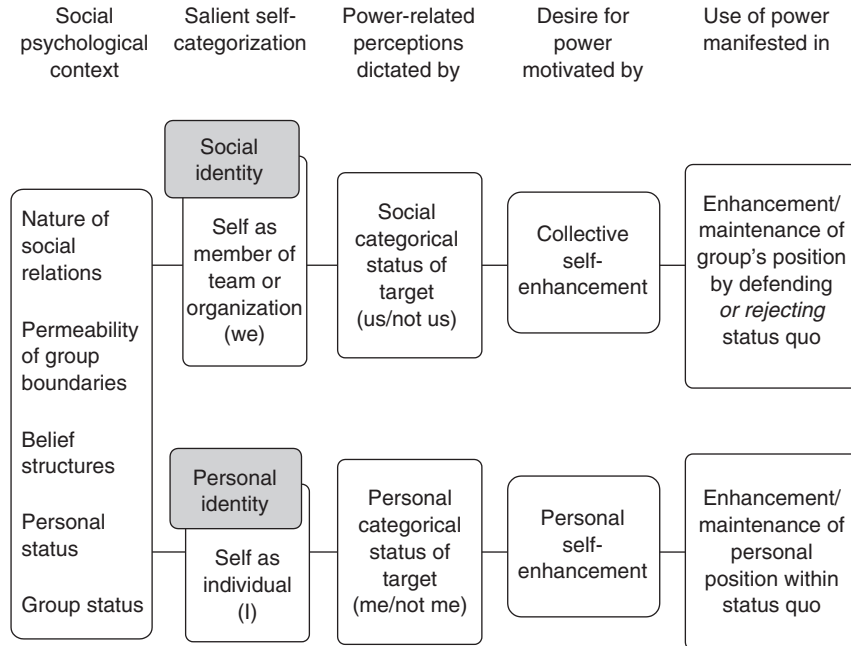 Social
psychological
context
Salient self-
categorization
Power-related
perceptions
dictated by
Desire for
power
motivated by
Use of power
manifested in
Nature of
social
relations
Permeability
of group
boundaries
Belief
structures
Personal
status
Group status
Social
identity
Self as
member of
team or
organization
(we)
Social
categorical
status of
target
(us/not us)
Collective
self-
enhancement
Enhancement/
maintenance of
group's position
by defending
or rejecting
status quo
Personal
identity
Self as
individual
(I)
Personal
categorical
status of
target
(me/not me)
Personal
self-
enhancement
Enhancement/
maintenance of
personal
position within
status quo